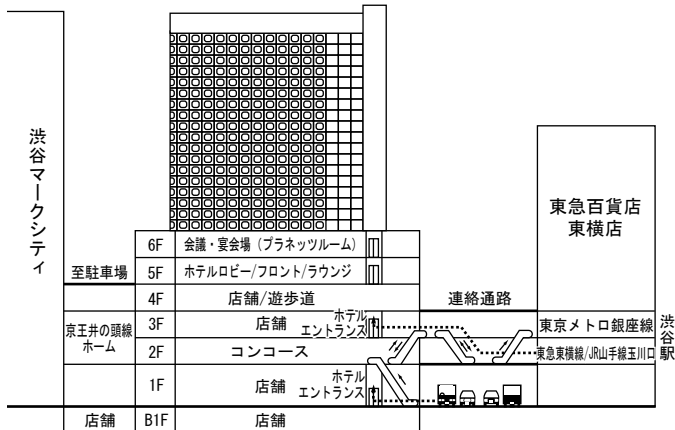 渋谷マークシティ
東急百貨店
東横店
6F 会議・宴会場（プラネッツルーム）
至駐車場 5F ホテルロビー/フロント/ラウンジ
4F 店舗/遊歩道 連絡通路
京王井の頭線
ホーム
3F 店舗 ホテル
エントランス
東京メトロ銀座線
2F コンコース
東急東横線/JR山手線玉川口
渋谷駅
1F 店舗 ホテル
エントランス
店舗 B1F 店舗